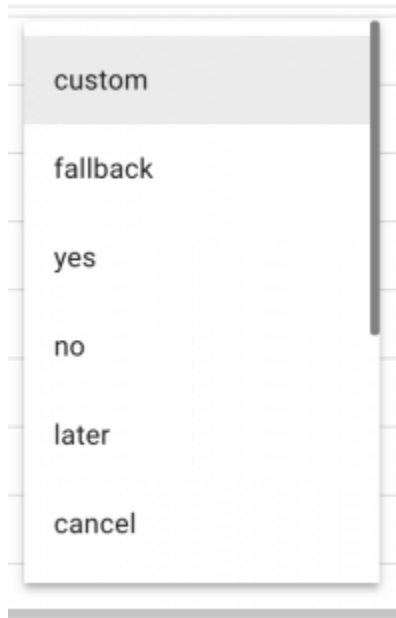 custom
fallback
yes
no
later
cancel